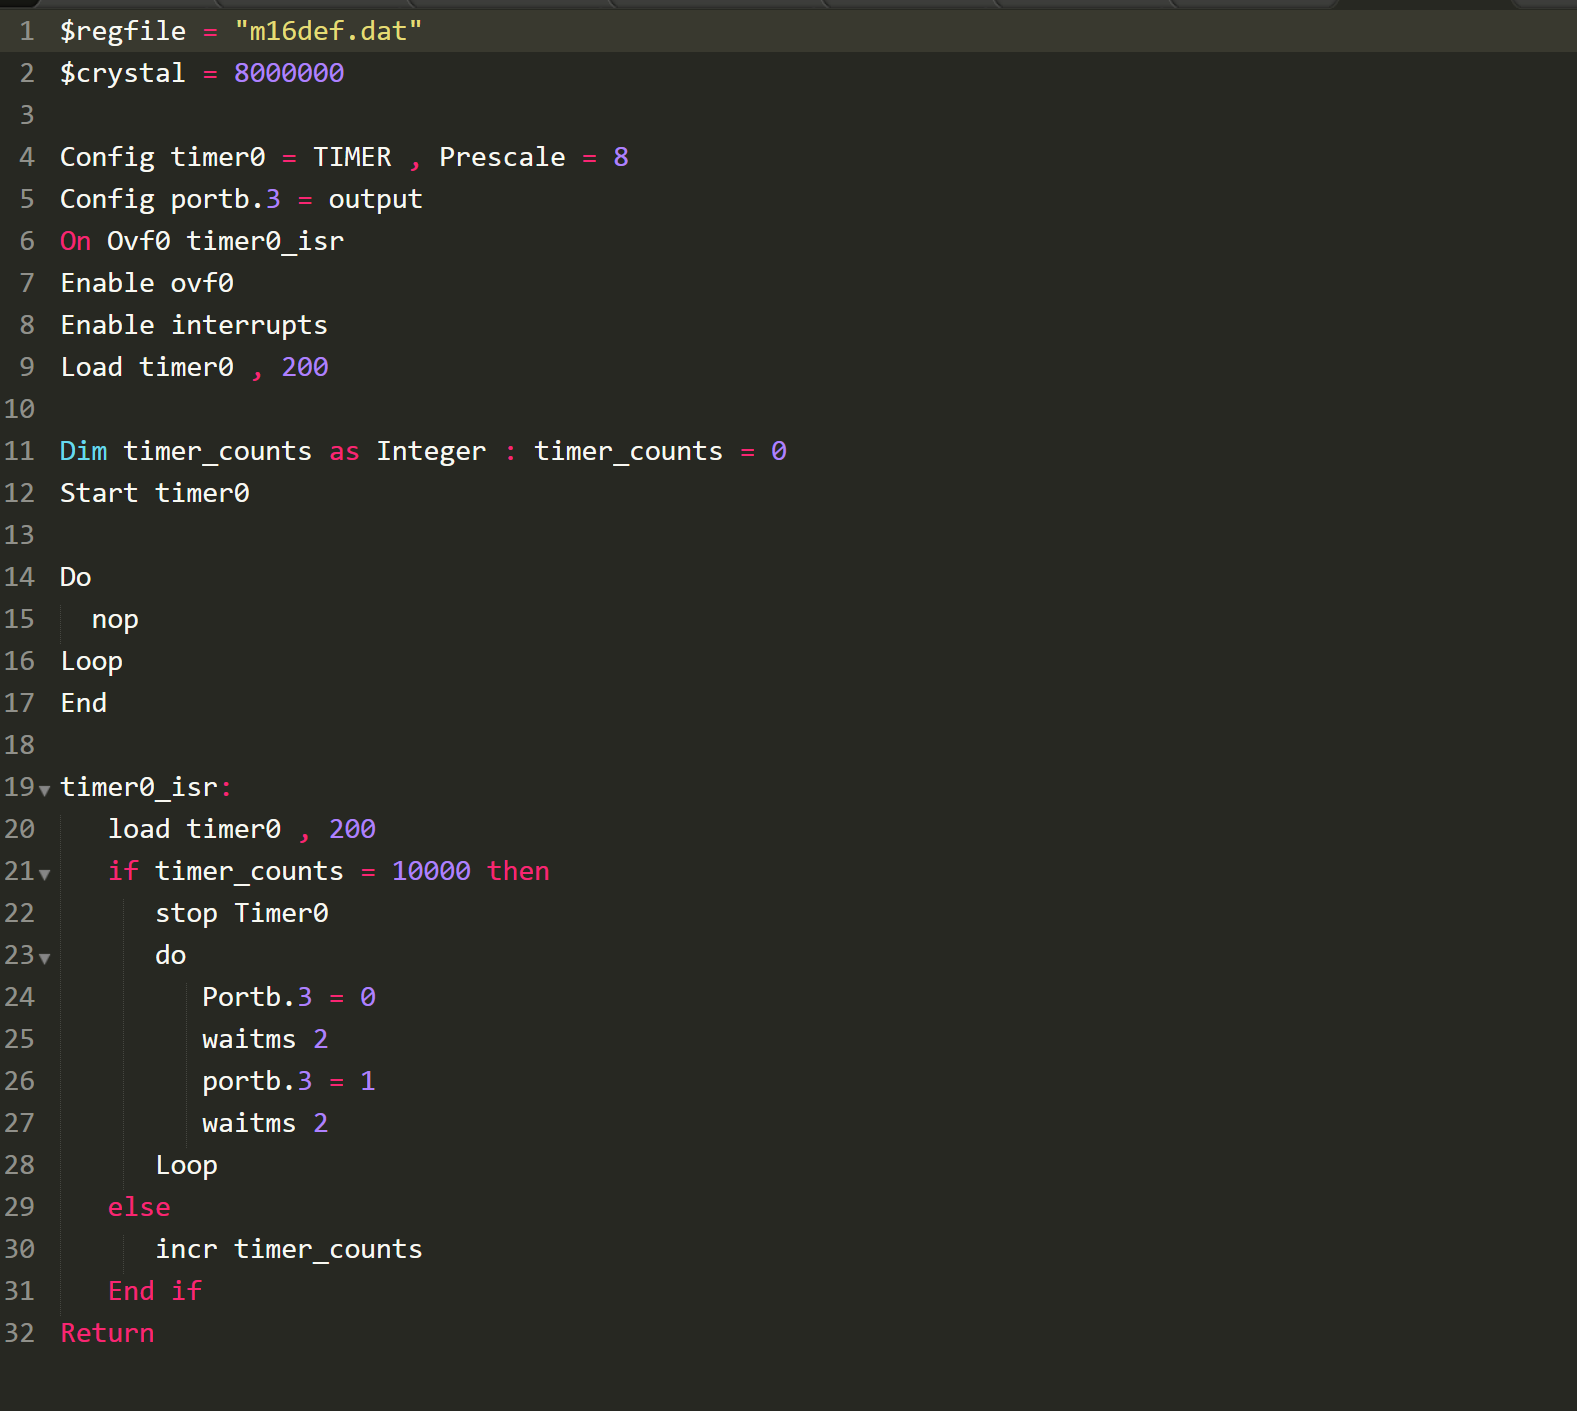 1 $regfile = "m16def.dat"
2 $crystal = 8000000
3
4 Config timer0 = TIMER , Prescale = 8
5 Config portb.3 = output
6 On Ovf0 timer0_isr
7 Enable ovf0
8 Enable interrupts
9 Load timer0 , 200
10
11 Dim timer_counts as Integer : timer_counts = 0
12 Start timer0
13
14 Do
15   nop
16 Loop
17 End
18
19 timer0_isr:
20    load timer0 , 200
21    if timer_counts = 10000 then
22       stop Timer0
23       do
24          Portb.3 = 0
25          waitms 2
26          portb.3 = 1
27          waitms 2
28       Loop
29    else
30       incr timer_counts
31    End if
32 Return